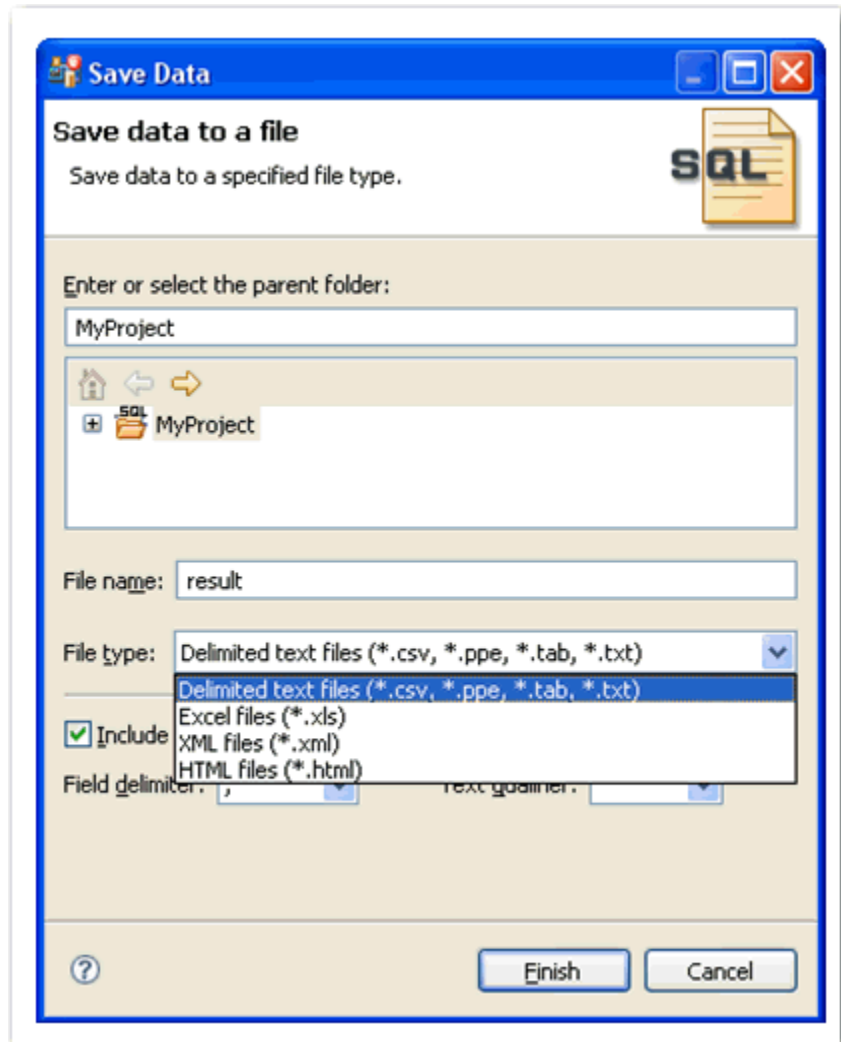 Save Data
Save data to a file
Save data to a specified file type.
SQL
Enter or select the parent folder:
MyProject
SQL
MyProject
File name: result
File type: Delimited text files (*.csv, *.ppe, *.tab, *.txt)
Delimited text files (*.csv, *.ppe, *.tab, *.txt)
Excel files (*.xls)
Include
XML files (*.xml)
HTML files (*.html)
Field delimiter: , Text qualifier:
? Finish Cancel